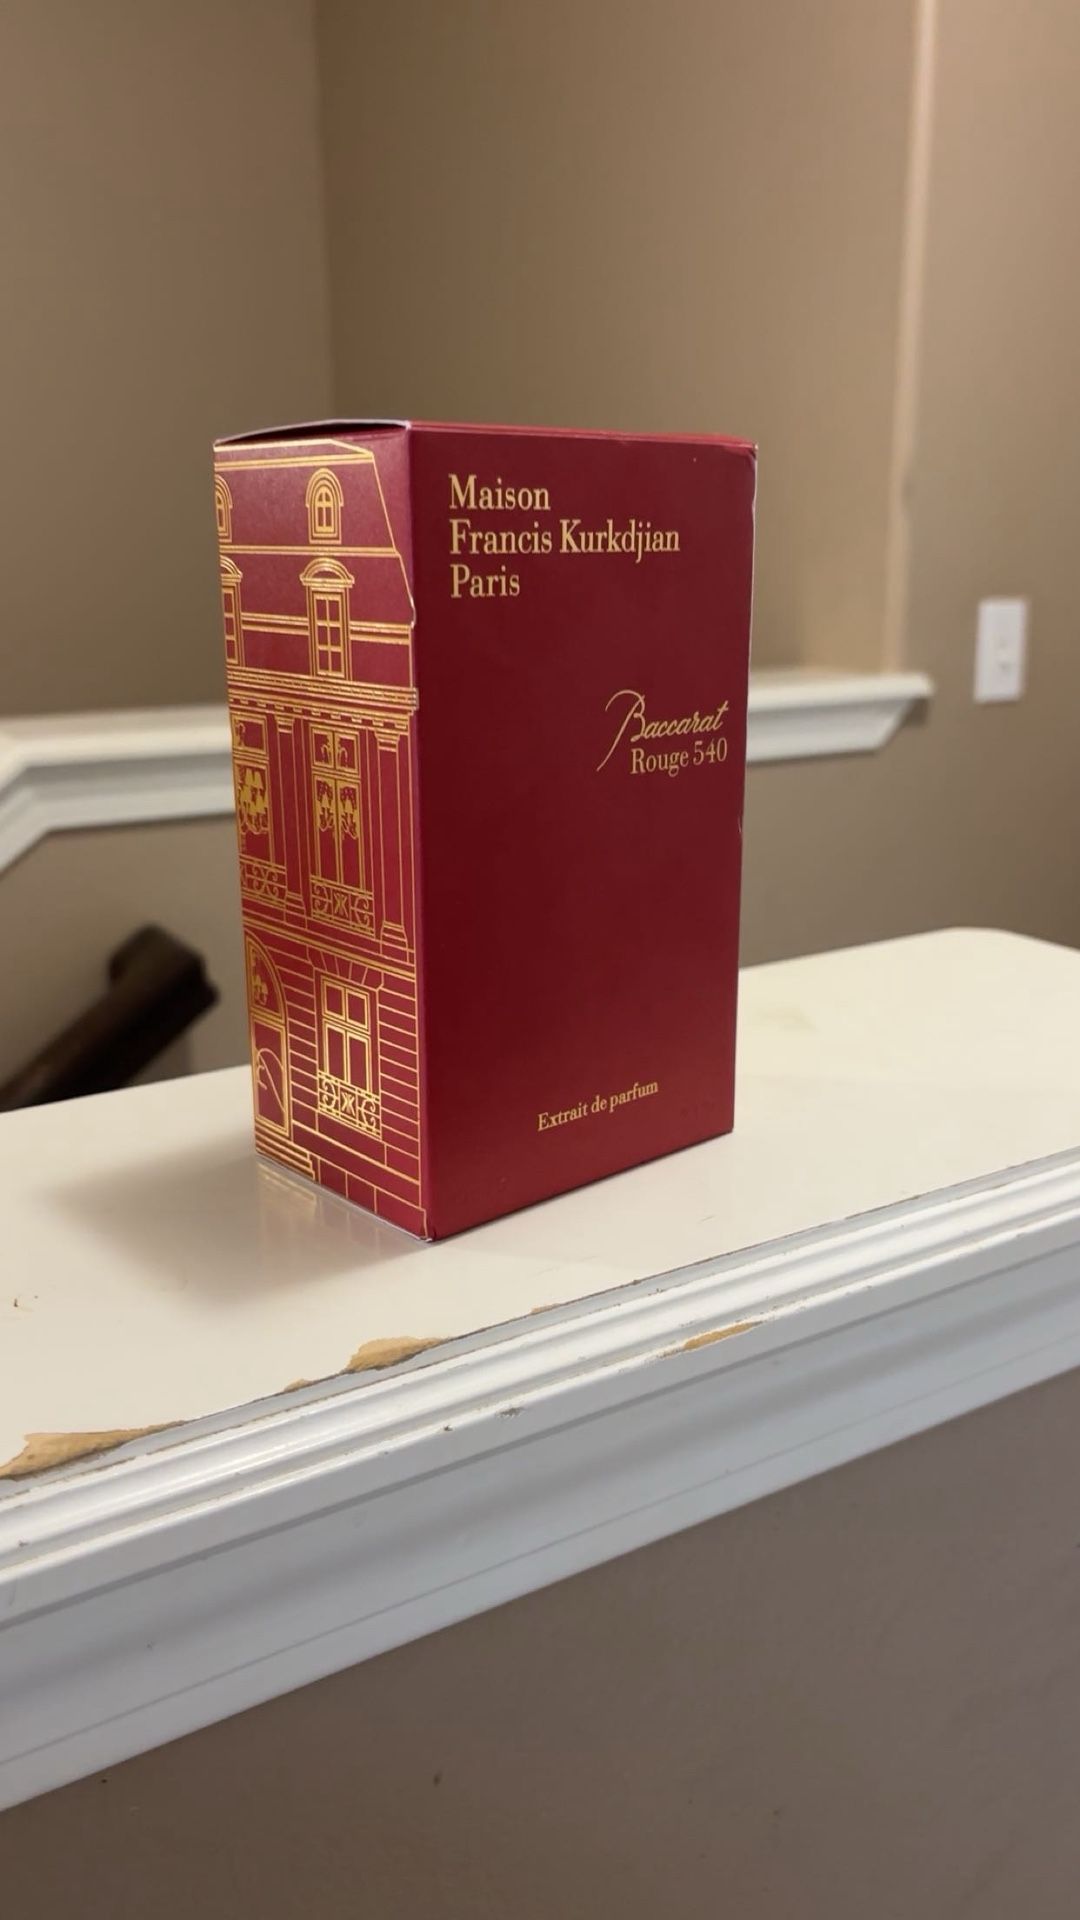 Maison
Francis Kurkdjian
Paris
Baccarat
Rouge 540
Extrait de parfum